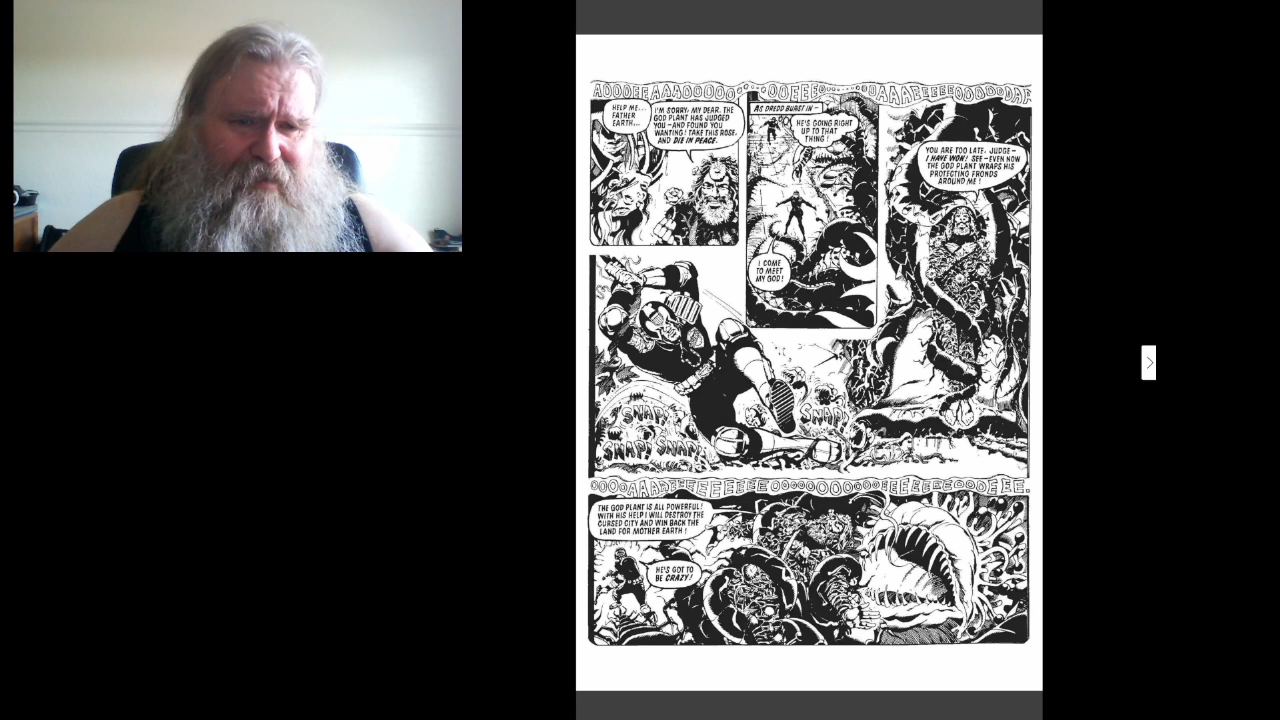 AOOOEEAAAOOOOO
HELP ME...
FATHER
EARTH...
I'M SORRY, MY DEAR. THE
GOD PLANT HAS JUDGED
YOU – AND FOUND YOU
WANTING! TAKE THIS ROSE,
AND DIE IN PEACE.
AS DREDD BURST IN –
HE'S GOING RIGHT
UP TO THAT
THING!
I COME
TO MEET
MY GOD!
YOU ARE TOO LATE, JUDGE –
I HAVE WON! SEE – EVEN NOW
THE GOD PLANT WRAPS HIS
PROTECTING FRONDS
AROUND ME!
SNAP!
SNAP! SNAP!
SNAP!
THE GOD PLANT IS ALL POWERFUL!
WITH HIS HELP I WILL DESTROY THE
CURSED CITY AND WIN BACK THE
LAND FOR MOTHER EARTH!
HE'S GOT TO
BE CRAZY!